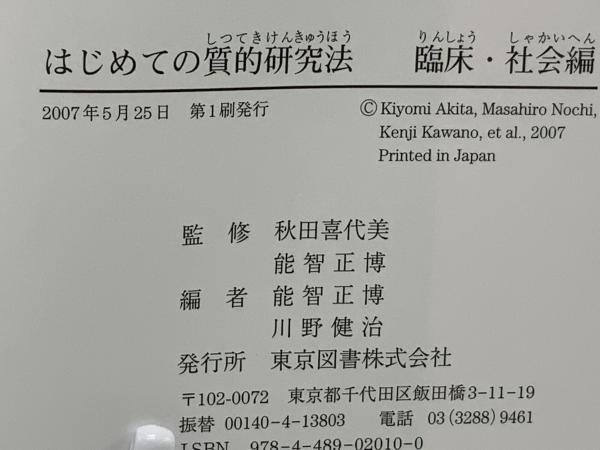 しつてきけんきゅうほう りんしょう しゃかいへん
はじめての質的研究法 臨床・社会編
2007年5月25日 第1刷発行 ©Kiyomi Akita, Masahiro Nochi,
Kenji Kawano, et al., 2007
Printed in Japan
監修 秋田喜代美
能智正博
編者 能智正博
川野健治
発行所 東京図書株式会社
〒102-0072 東京都千代田区飯田橋3-11-19
振替 00140-4-13803 電話 03(3288)9461
ISBN 978-4-489-02010-0